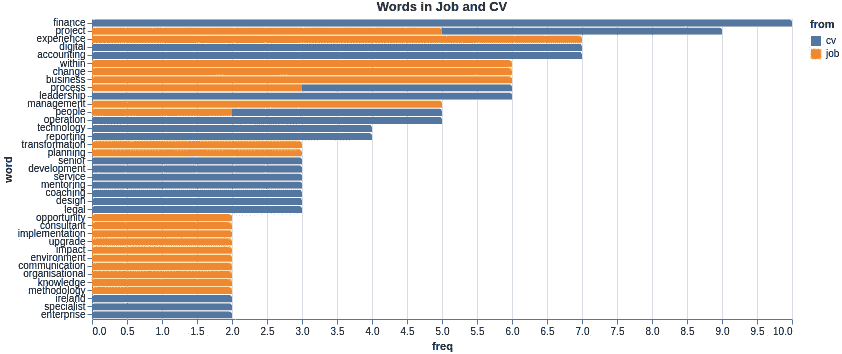 Words in Job and CV
from
cv
job
word
finance
project
experience
digital
accounting
within
change
business
process
leadership
management
people
operation
technology
reporting
transformation
planning
senior
development
service
mentoring
coaching
design
legal
opportunity
consultant
implementation
upgrade
impact
environment
communication
organisational
knowledge
methodology
ireland
specialist
enterprise
0.0 0.5 1.0 1.5 2.0 2.5 3.0 3.5 4.0 4.5 5.0 5.5 6.0 6.5 7.0 7.5 8.0 8.5 9.0 9.5 10.0
freq